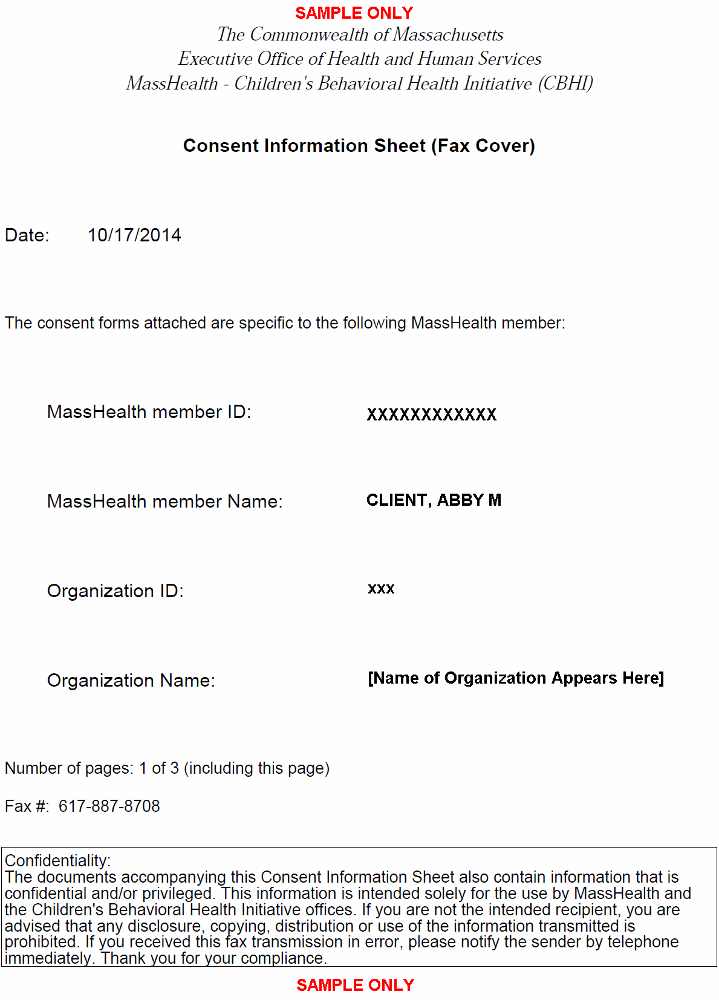 SAMPLE ONLY
The Commonwealth of Massachusetts
Executive Office of Health and Human Services
MassHealth - Children's Behavioral Health Initiative (CBHI)
Consent Information Sheet (Fax Cover)
Date: 10/17/2014
The consent forms attached are specific to the following MassHealth member:
MassHealth member ID: XXXXXXXXXXXX
MassHealth member Name: CLIENT, ABBY M
Organization ID: xxx
Organization Name: [Name of Organization Appears Here]
Number of pages: 1 of 3 (including this page)
Fax #: 617-887-8708
Confidentiality:
The documents accompanying this Consent Information Sheet also contain information that is
confidential and/or privileged. This information is intended solely for the use by MassHealth and
the Children's Behavioral Health Initiative offices. If you are not the intended recipient, you are
advised that any disclosure, copying, distribution or use of the information transmitted is
prohibited. If you received this fax transmission in error, please notify the sender by telephone
immediately. Thank you for your compliance.
SAMPLE ONLY